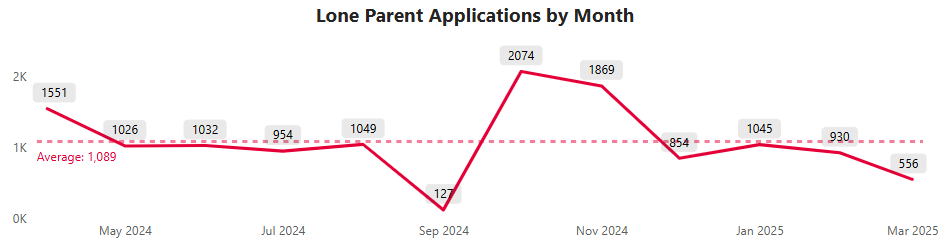 Lone Parent Applications by Month
2K
1K
0K
1551
1026
1032
954
1049
127
2074
1869
854
1045
930
556
Average: 1,089
May 2024
Jul 2024
Sep 2024
Nov 2024
Jan 2025
Mar 2025